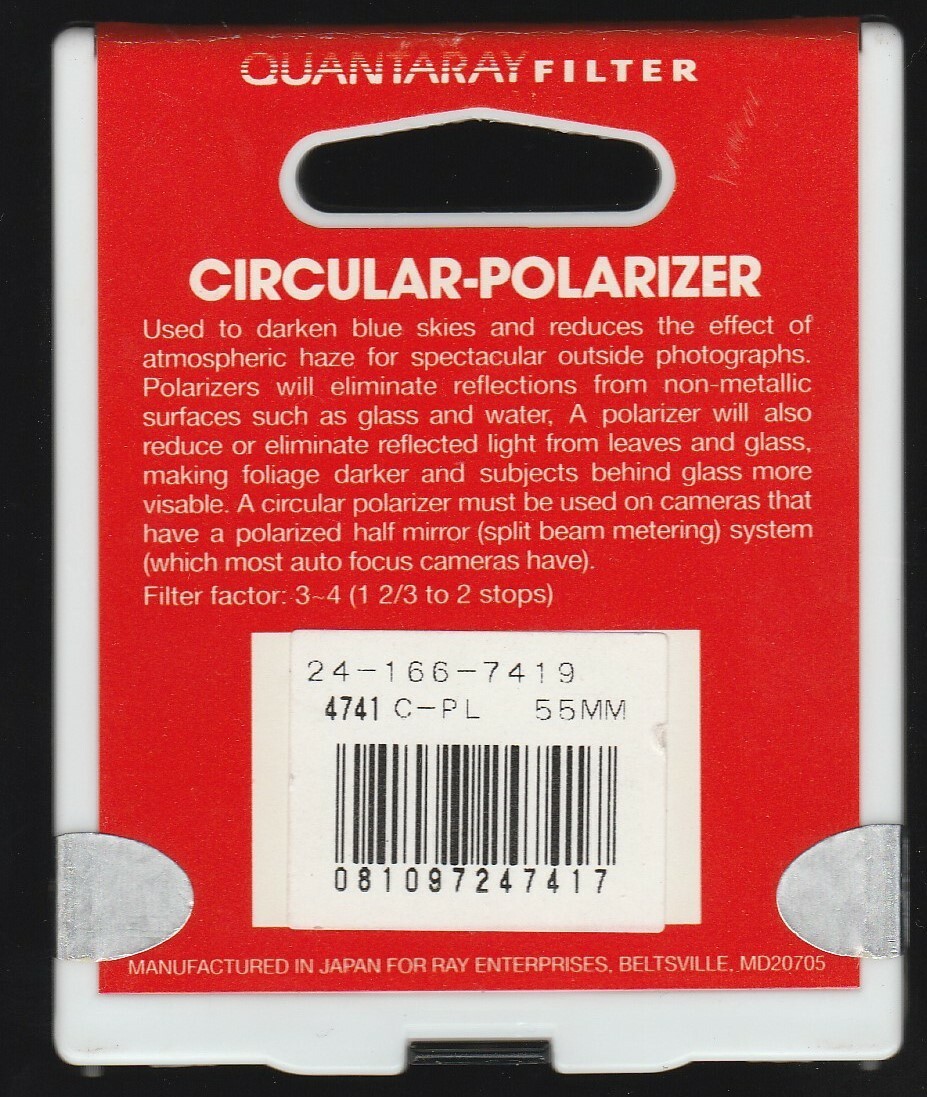 QUANTARAY FILTER
CIRCULAR-POLARIZER
Used to darken blue skies and reduces the effect of
atmospheric haze for spectacular outside photographs.
Polarizers will eliminate reflections from non-metallic
surfaces such as glass and water, A polarizer will also
reduce or eliminate reflected light from leaves and glass,
making foliage darker and subjects behind glass more
visable. A circular polarizer must be used on cameras that
have a polarized half mirror (split beam metering) system
(which most auto focus cameras have).
Filter factor: 3~4 (1 2/3 to 2 stops)
24-166-7419
4741 C-PL 55MM
081097247417
MANUFACTURED IN JAPAN FOR RAY ENTERPRISES, BELTSVILLE, MD20705